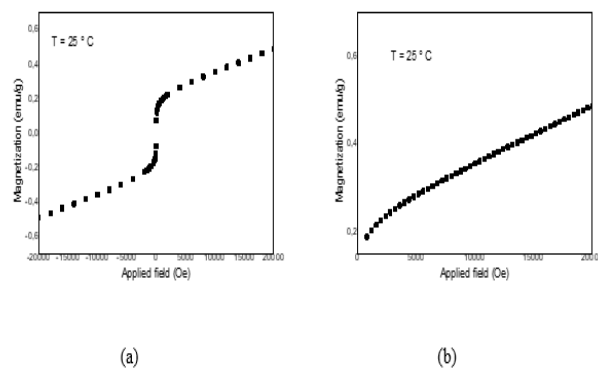 0,6
T = 25 ° C
0,4
0,2
0,0
-0,2
-0,4
-0,6
Magnetization (emu/g)
-20000 -15000 -10000 -5000 0 5000 10000 15000 20000
Applied field (Oe)
(a)
0,6
T = 25 ° C
0,4
0,2
Magnetization (emu/g)
0 5000 10000 15000 20000
Applied field (Oe)
(b)